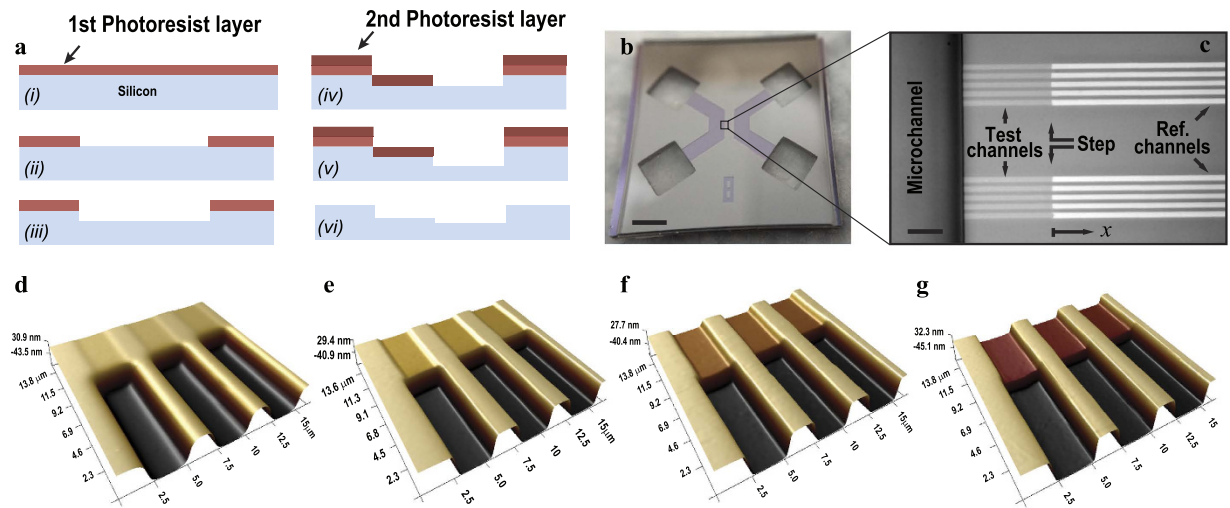 a
1st Photoresist layer
(i)
Silicon
(ii)
(iii)
2nd Photoresist layer
(iv)
(v)
(vi)
b
c
Microchannel
Test
channels
Step
Ref.
channels
x
d
30.9 nm
-43.5 nm
13.8 µm
11.5
9.2
6.9
4.6
2.3
2.5
5.0
7.5
10
12.5
15µm
e
29.4 nm
-40.9 nm
13.6 µm
11.3
9.1
6.8
4.5
2.3
2.5
5.0
7.5
10
12.5
15µm
f
27.7 nm
-40.4 nm
13.8 µm
11.5
9.2
6.9
4.6
2.3
2.5
5.0
7.5
10
12.5
15µm
g
32.3 nm
-45.1 nm
13.8 µm
11.5
9.2
6.9
4.6
2.3
2.5
5.0
7.5
10
12.5
15